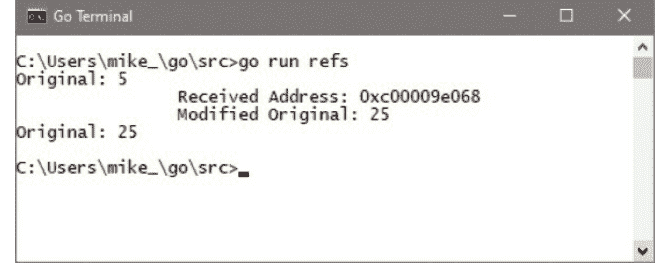 Go Terminal
C:\Users\mike_\go\src>go run refs
Original: 5
Received Address: 0xc00009e068
Modified Original: 25
Original: 25
C:\Users\mike_\go\src>